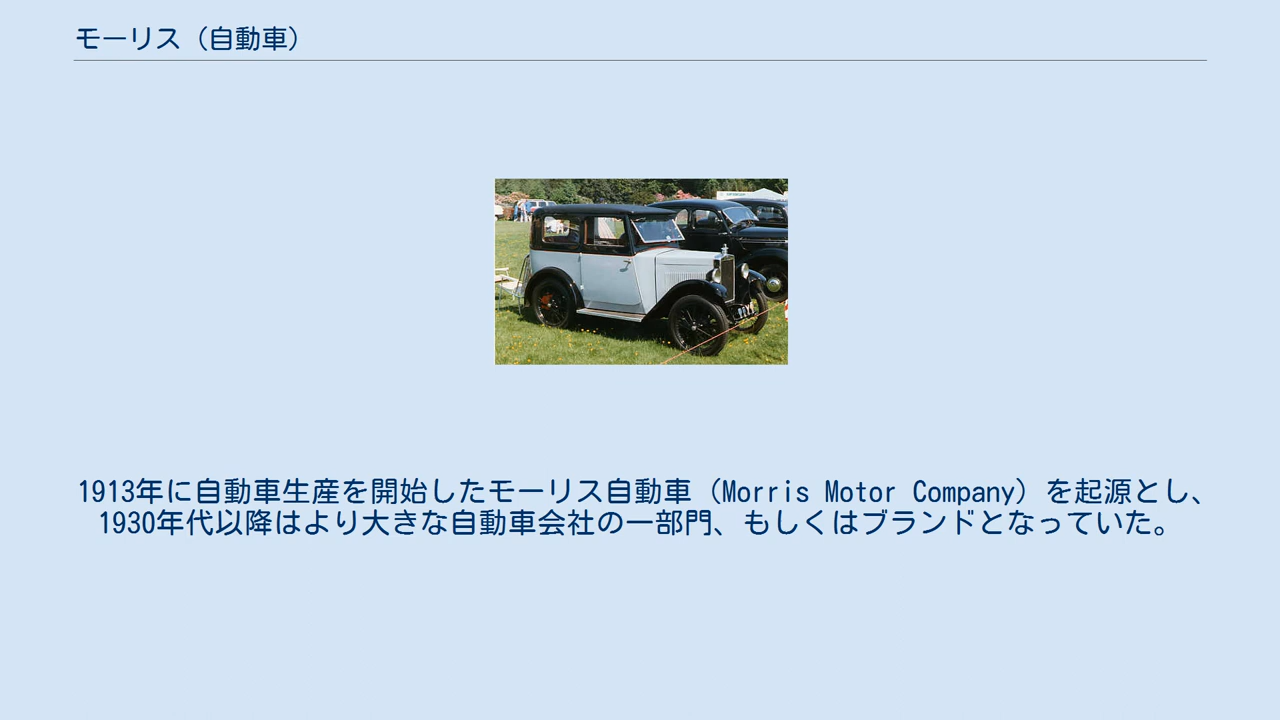 モーリス（自動車）
1913年に自動車生産を開始したモーリス自動車（Morris Motor Company）を起源とし、
1930年代以降はより大きな自動車会社の一部門、もしくはブランドとなっていた。